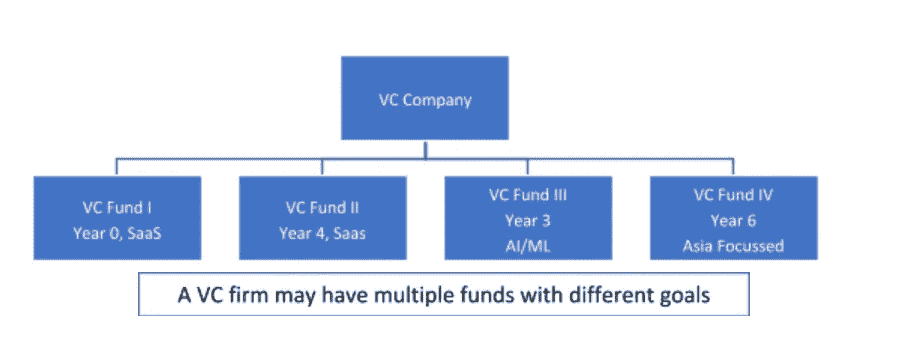 VC Company
VC Fund I
Year 0, SaaS
VC Fund II
Year 4, Saas
VC Fund III
Year 3
AI/ML
VC Fund IV
Year 6
Asia Focussed
A VC firm may have multiple funds with different goals